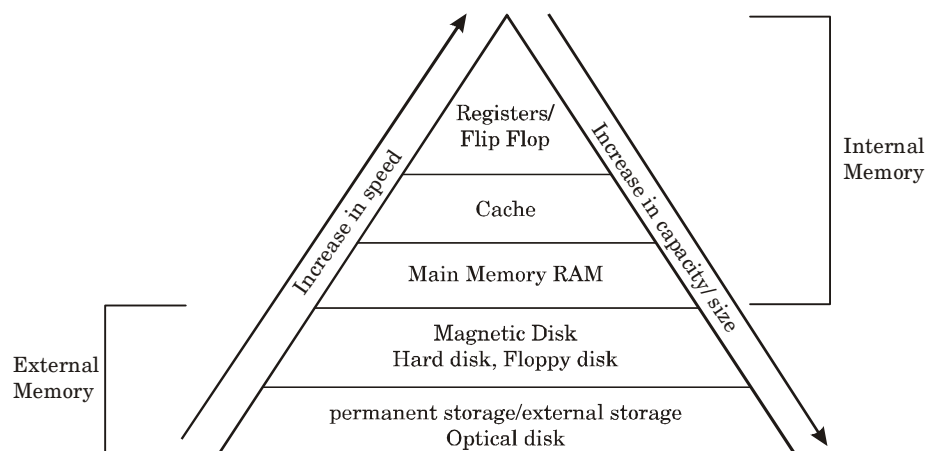 Registers/
Flip Flop
Cache
Main Memory RAM
Magnetic Disk
Hard disk, Floppy disk
permanent storage/external storage
Optical disk
Increase in speed
Increase in capacity/ size
Internal
Memory
External
Memory